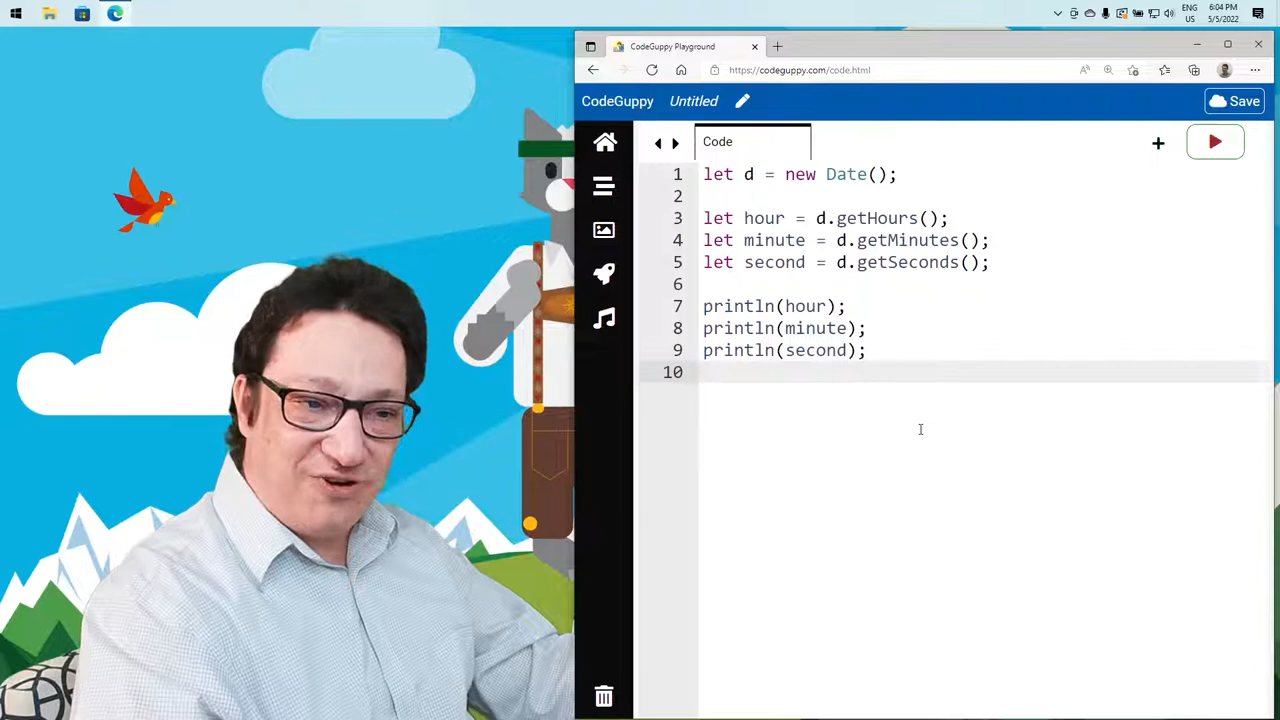 6:04 PM
ENG
US
5/5/2022
CodeGuppy Playground
https://codeguppy.com/code.html
CodeGuppy Untitled Save
Code
1 let d = new Date();
2
3 let hour = d.getHours();
4 let minute = d.getMinutes();
5 let second = d.getSeconds();
6
7 println(hour);
8 println(minute);
9 println(second);
10